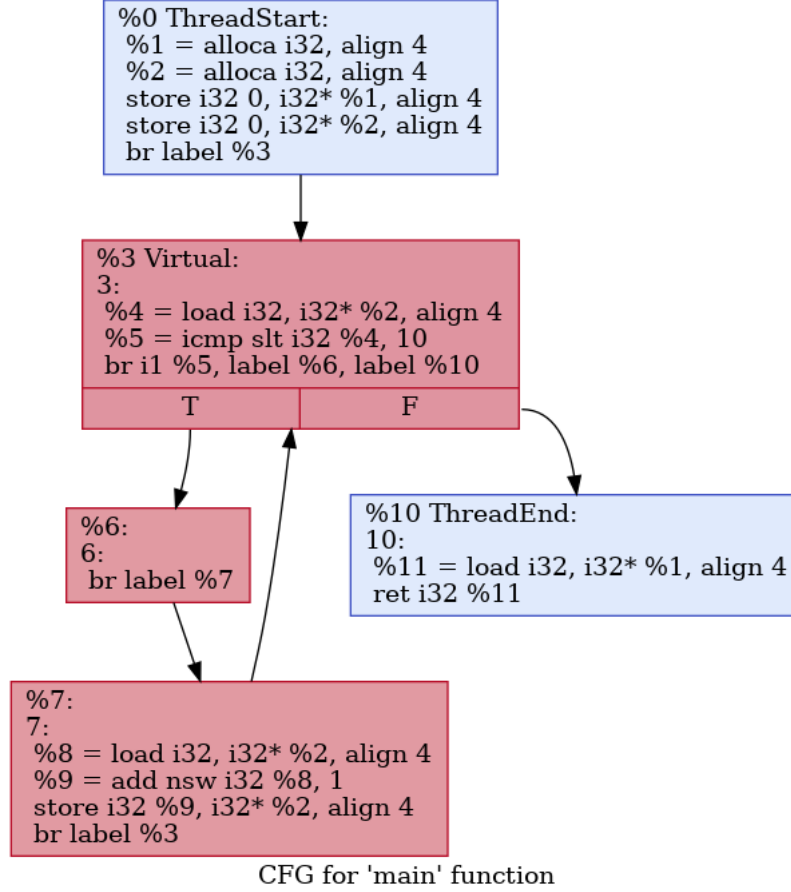 %0 ThreadStart:
%1 = alloca i32, align 4
%2 = alloca i32, align 4
store i32 0, i32* %1, align 4
store i32 0, i32* %2, align 4
br label %3
%3 Virtual:
3:
%4 = load i32, i32* %2, align 4
%5 = icmp slt i32 %4, 10
br i1 %5, label %6, label %10
T F
%6:
6:
br label %7
%10 ThreadEnd:
10:
%11 = load i32, i32* %1, align 4
ret i32 %11
%7:
7:
%8 = load i32, i32* %2, align 4
%9 = add nsw i32 %8, 1
store i32 %9, i32* %2, align 4
br label %3
CFG for 'main' function